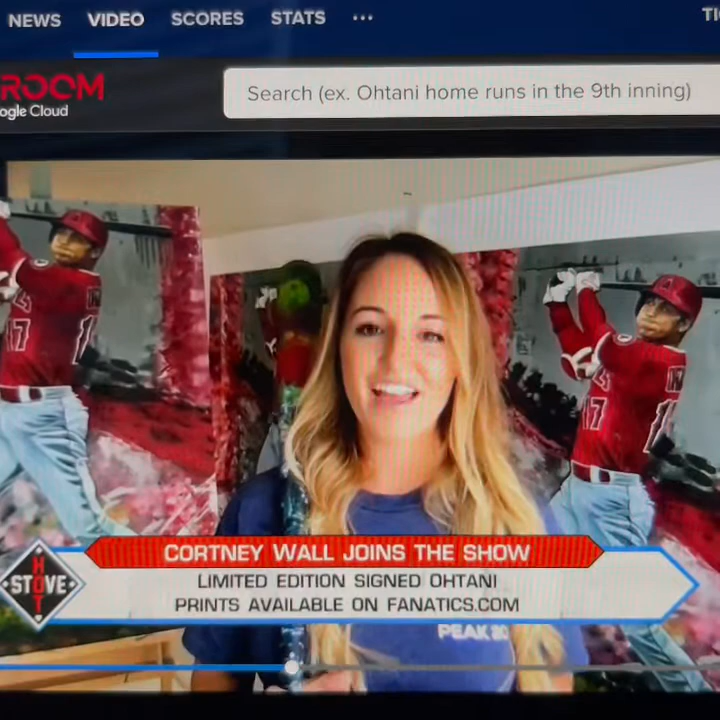 NEWS VIDEO SCORES STATS ...
ROOM
ogle Cloud
Search (ex. Ohtani home runs in the 9th inning)
17
17
CORTNEY WALL JOINS THE SHOW
HOT STOVE
LIMITED EDITION SIGNED OHTANI
PRINTS AVAILABLE ON FANATICS.COM
PEAK